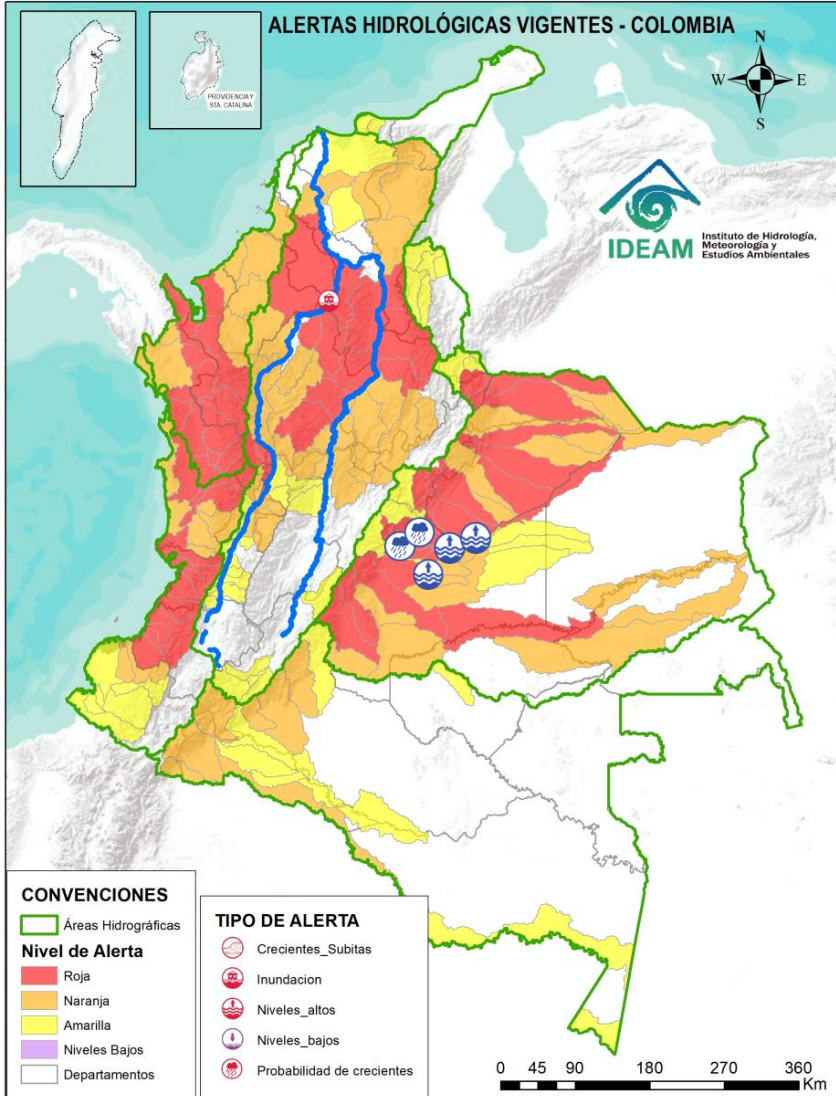 ALERTAS HIDROLÓGICAS VIGENTES - COLOMBIA
PROVIDENCIA Y
STA. CATALINA
N
W
E
S
IDEAM
Instituto de Hidrología,
Meteorología y
Estudios Ambientales
CONVENCIONES
Áreas Hidrográficas
Nivel de Alerta
Roja
Naranja
Amarilla
Niveles Bajos
Departamentos
TIPO DE ALERTA
Crecientes_Subitas
Inundacion
Niveles_altos
Niveles_bajos
Probabilidad de crecientes
0 45 90 180 270 360
Km